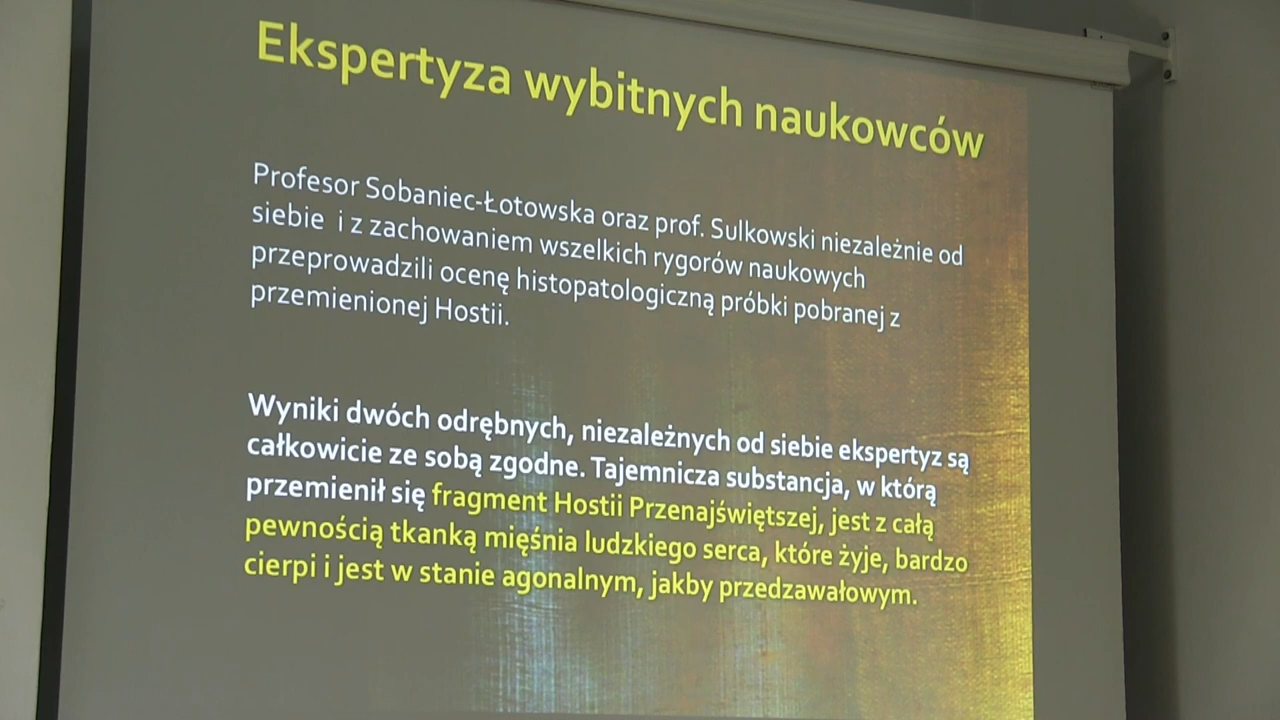 Ekspertyza wybitnych naukowców
Profesor Sobaniec-Łotowska oraz prof. Sulkowski niezależnie od
siebie i z zachowaniem wszelkich rygorów naukowych
przeprowadzili ocenę histopatologiczną próbki pobranej z
przemienionej Hostii.
Wyniki dwóch odrębnych, niezależnych od siebie ekspertyz są
całkowicie ze sobą zgodne. Tajemnicza substancja, w którą
przemienił się fragment Hostii Przenajświętszej, jest z całą
pewnością tkanką mięśnia ludzkiego serca, które żyje, bardzo
cierpi i jest w stanie agonalnym, jakby przedzawałowym.